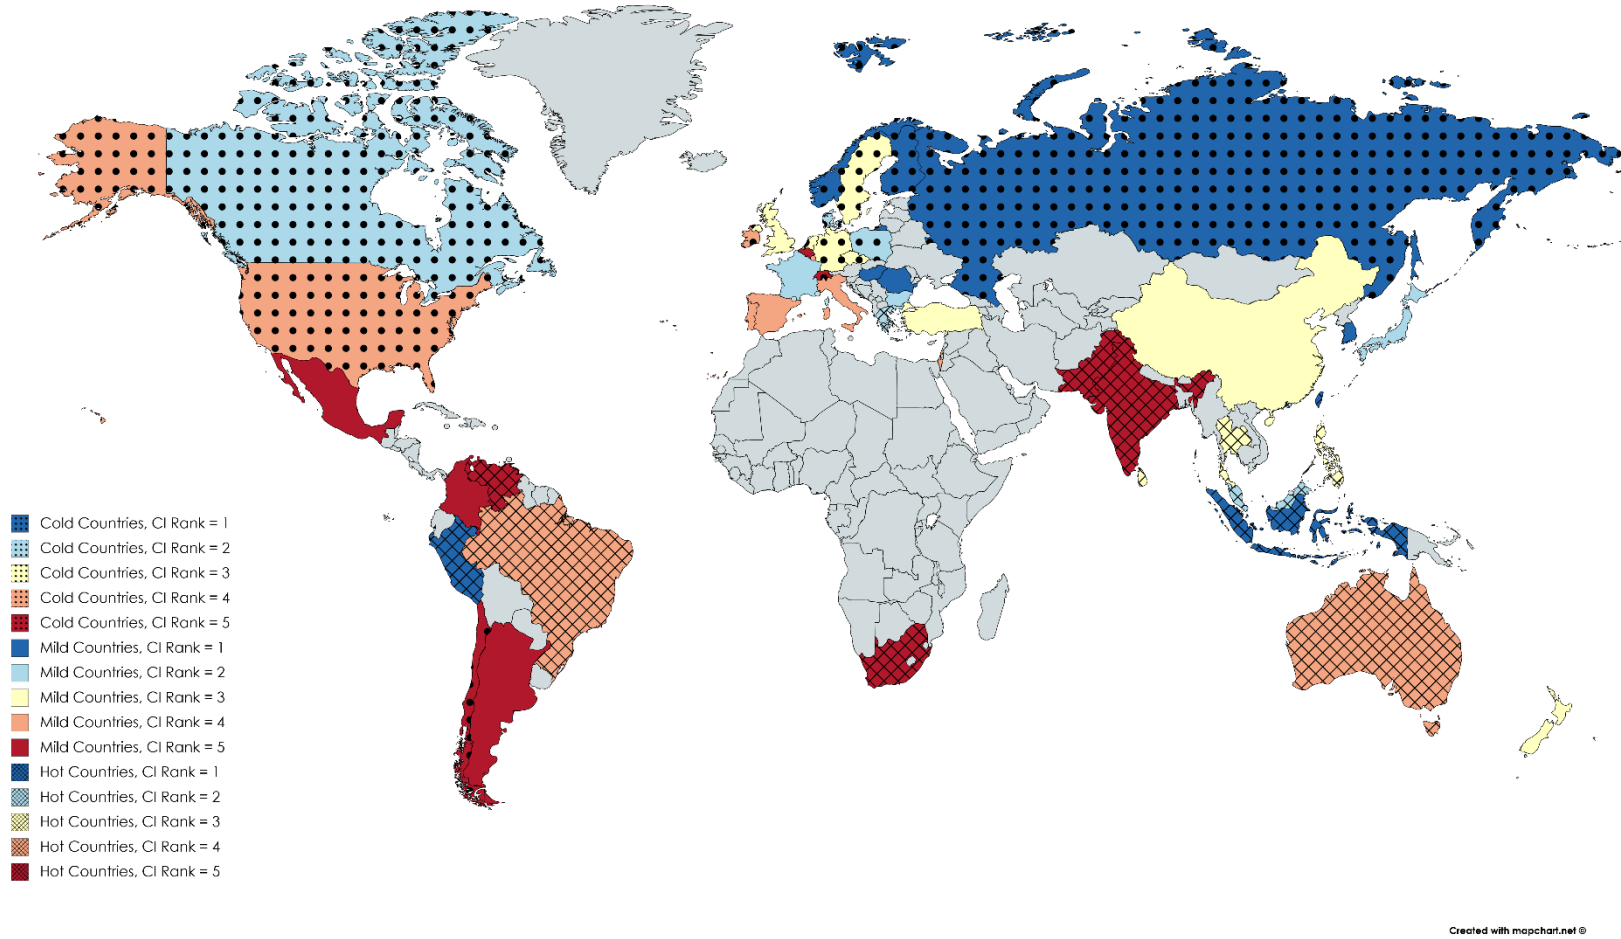 Cold Countries, CI Rank = 1
Cold Countries, CI Rank = 2
Cold Countries, CI Rank = 3
Cold Countries, CI Rank = 4
Cold Countries, CI Rank = 5
Mild Countries, CI Rank = 1
Mild Countries, CI Rank = 2
Mild Countries, CI Rank = 3
Mild Countries, CI Rank = 4
Mild Countries, CI Rank = 5
Hot Countries, CI Rank = 1
Hot Countries, CI Rank = 2
Hot Countries, CI Rank = 3
Hot Countries, CI Rank = 4
Hot Countries, CI Rank = 5
Created with mapchart.net ©